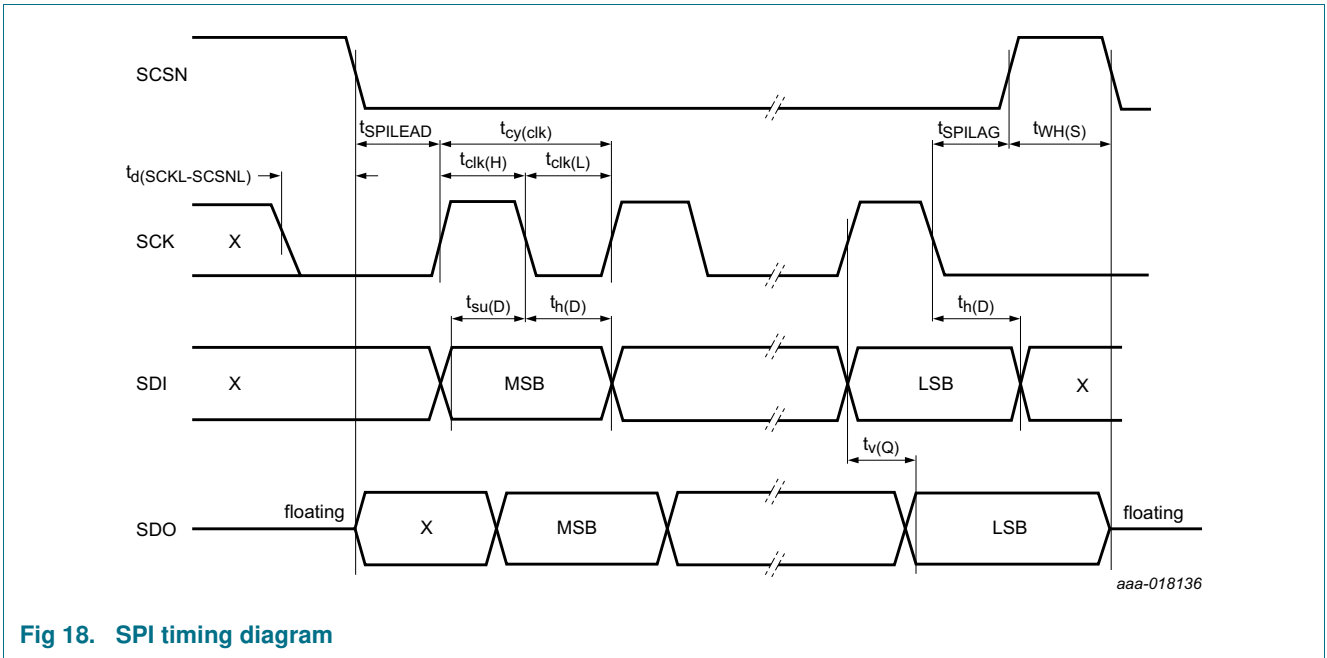 SCSN
tSPILEAD
tcy(clk)
tSPILAG
tWH(S)
td(SCKL-SCSNL)
tclk(H)
tclk(L)
SCK
X
tsu(D)
th(D)
th(D)
SDI
X
MSB
LSB
X
tv(Q)
SDO
floating
X
MSB
LSB
floating
aaa-018136
Fig 18. SPI timing diagram